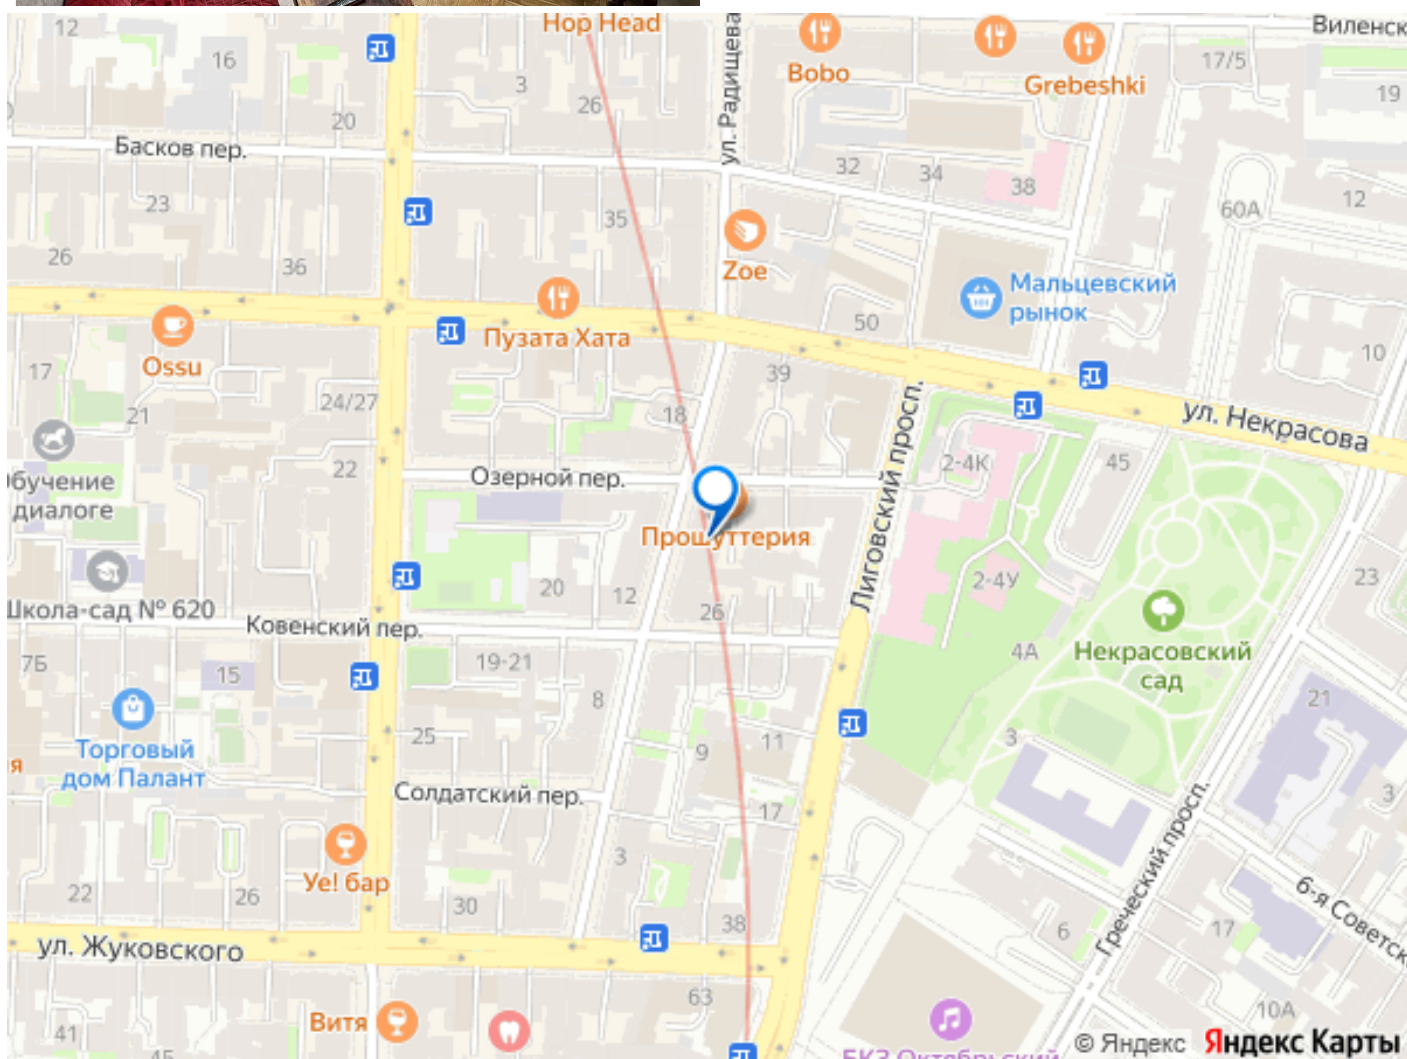 Hop Head
ул. Радищева
Виленск
12
16
3
26
Bobo
Grebeshki
17/5
19
20
Басков пер.
32
34
38
12
60А
23
35
26
36
Zoe
Мальцевский
рынок
Пузата Хата
50
Ossu
17
21
24/27
39
10
ул. Некрасова
18
22
Озерной пер.
Лиговский просп.
2-4К
45
бучение
диалоге
Прошуттерия
20
12
26
2-4У
23
Школа-сад № 620
Ковенский пер.
7Б
15
19-21
8
4А
Некрасовский
сад
21
Торговый
дом Палант
я
25
9
11
3
Солдатский пер.
17
3
Греческий просп.
Уе! бар
22
26
30
3
38
6
17
6-я Советск
ул. Жуковского
63
10А
Витя
41
45
БКЗ Октябрьский
© Яндекс
Яндекс Карты